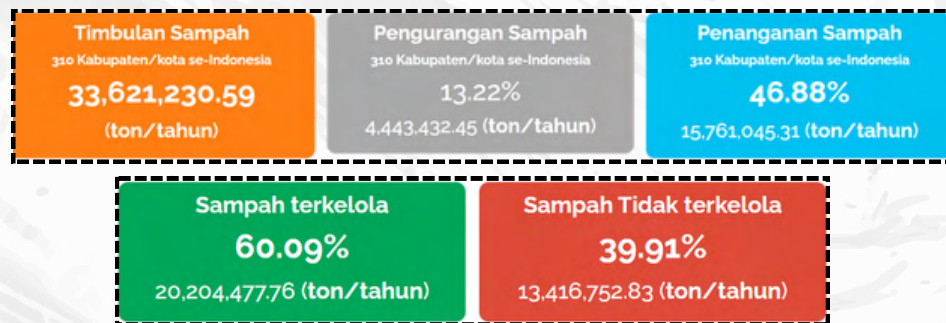 Timbulan Sampah
310 Kabupaten/kota se-Indonesia
33,621,230.59
(ton/tahun)
Pengurangan Sampah
310 Kabupaten/kota se-Indonesia
13.22%
4,443,432.45 (ton/tahun)
Penanganan Sampah
310 Kabupaten/kota se-Indonesia
46.88%
15,761,045.31 (ton/tahun)
Sampah terkelola
60.09%
20,204,477.76 (ton/tahun)
Sampah Tidak terkelola
39.91%
13,416,752.83 (ton/tahun)